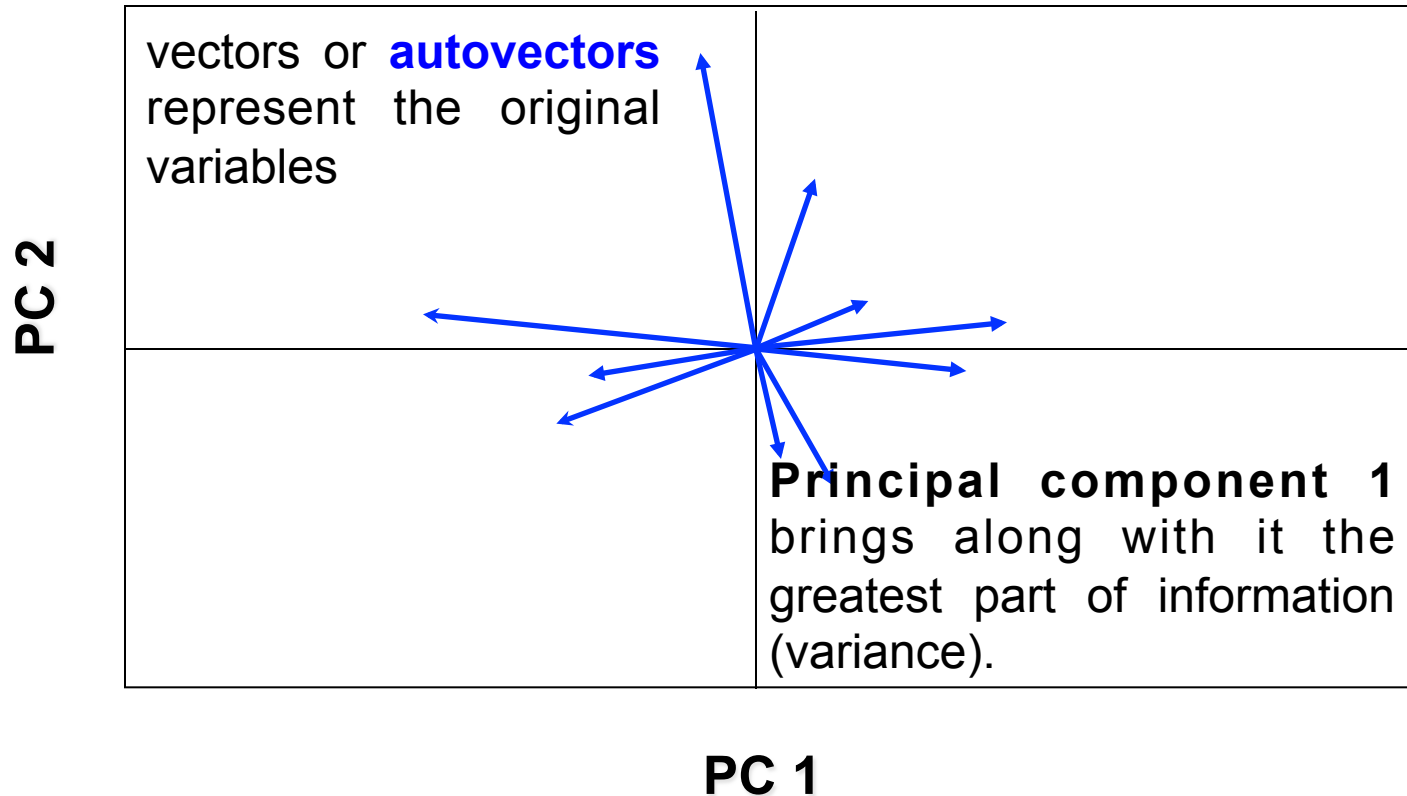 vectors or autovectors
represent the original
variables
PC 2
Principal component 1
brings along with it the
greatest part of information
(variance).
PC 1